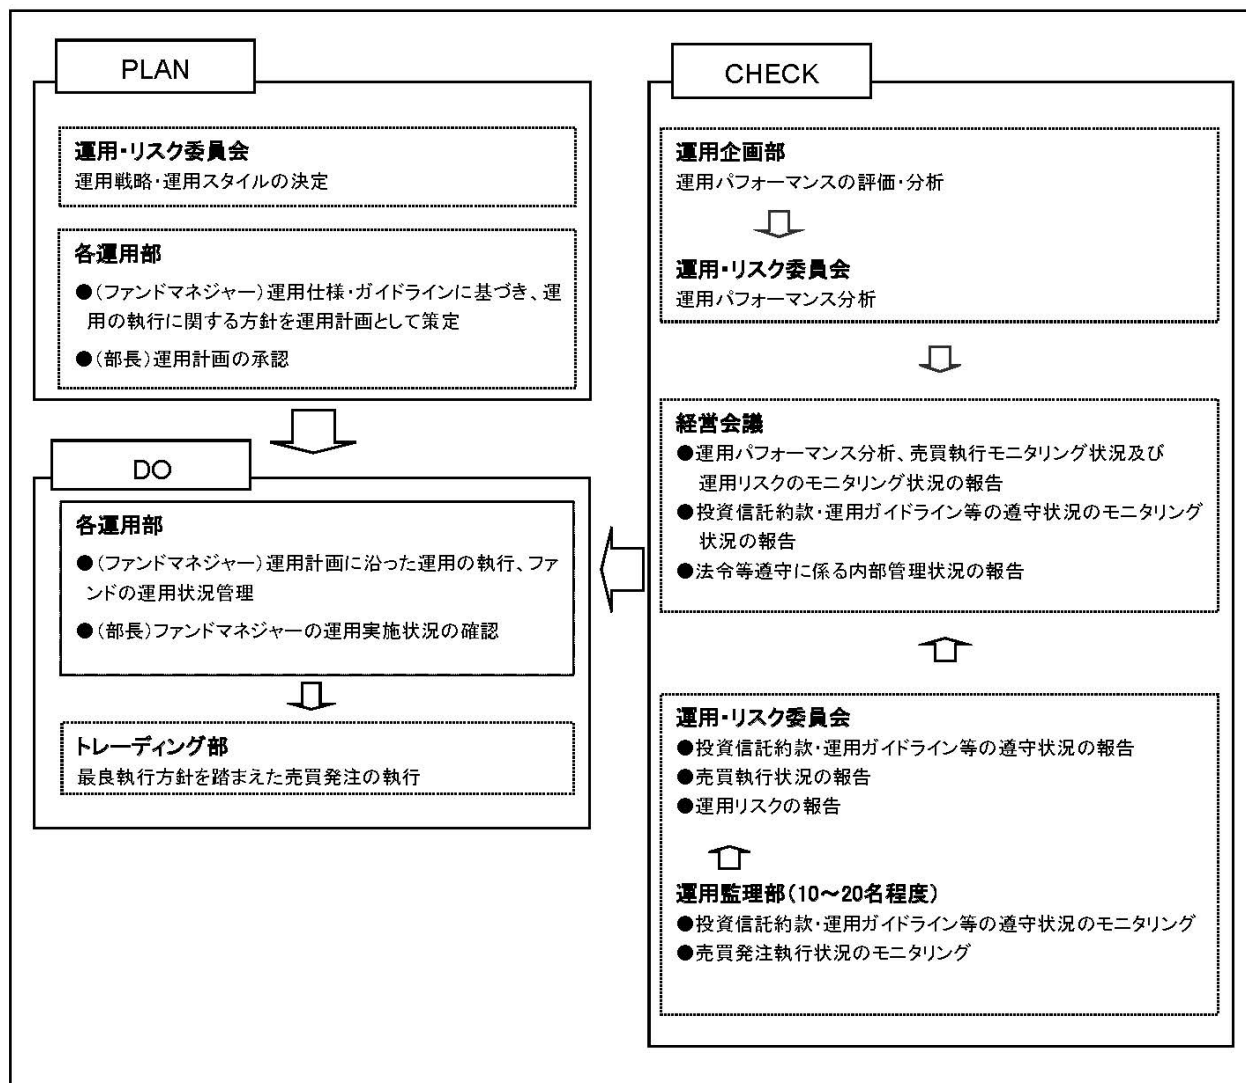 PLAN
運用・リスク委員会
運用戦略・運用スタイルの決定
各運用部
●(ファンドマネジャー)運用仕様・ガイドラインに基づき、運
用の執行に関する方針を運用計画として策定
●(部長)運用計画の承認
DO
各運用部
●(ファンドマネジャー)運用計画に沿った運用の執行、ファ
ンドの運用状況管理
●(部長)ファンドマネジャーの運用実施状況の確認
トレーディング部
最良執行方針を踏まえた売買発注の執行
CHECK
運用企画部
運用パフォーマンスの評価・分析
運用・リスク委員会
運用パフォーマンス分析
経営会議
●運用パフォーマンス分析、売買執行モニタリング状況及び
運用リスクのモニタリング状況の報告
●投資信託約款・運用ガイドライン等の遵守状況のモニタリング
状況の報告
●法令等遵守に係る内部管理状況の報告
運用・リスク委員会
●投資信託約款・運用ガイドライン等の遵守状況の報告
●売買執行状況の報告
●運用リスクの報告
運用監理部(10～20名程度)
●投資信託約款・運用ガイドライン等の遵守状況のモニタリング
●売買発注執行状況のモニタリング